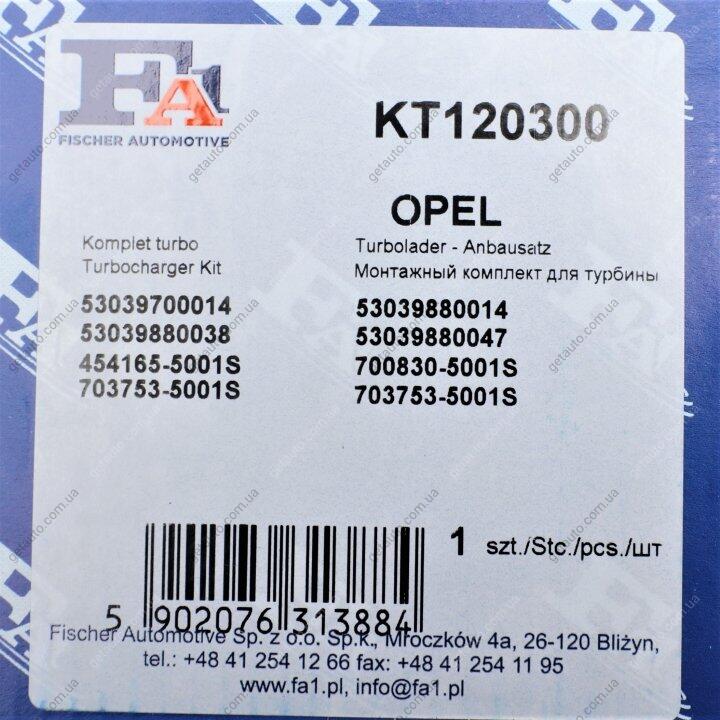 FA1
FISCHER AUTOMOTIVE
KT120300
OPEL
Komplet turbo
Turbocharger Kit
Turbolader - Anbausatz
Монтажный комплект для турбины
53039700014
53039880038
454165-5001S
703753-5001S
53039880014
53039880047
700830-5001S
703753-5001S
1 szt./Stc./pcs./шт
5 902076 313884
Fischer Automotive Sp. z o.o. Sp.k., Mroczków 4a, 26-120 Bliżyn,
tel.: +48 41 254 12 66 fax: +48 41 254 11 95
www.fa1.pl, info@fa1.pl
getauto.com.ua